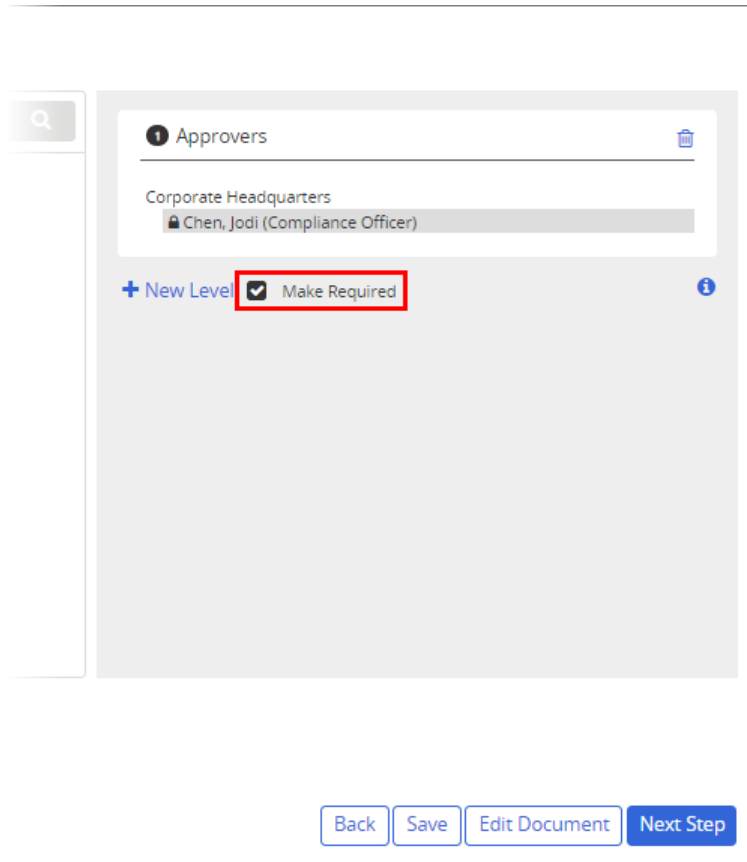 1 Approvers
Corporate Headquarters
Chen, Jodi (Compliance Officer)
+ New Level Make Required
Back Save Edit Document Next Step